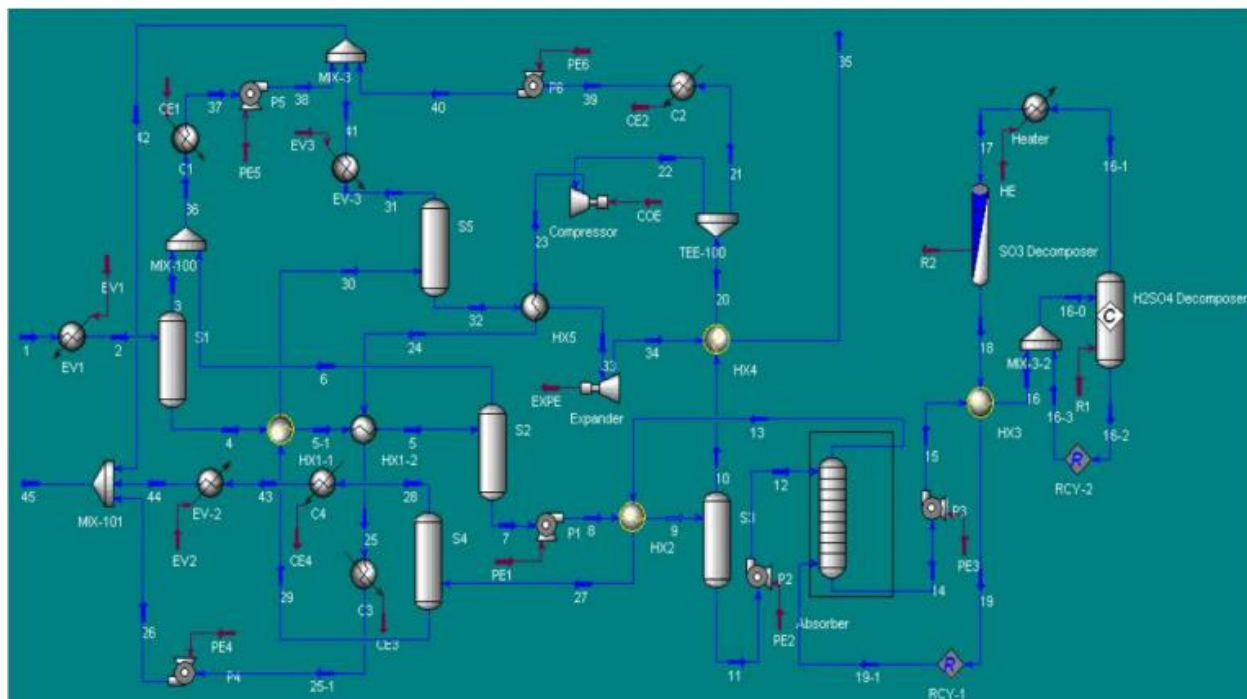 PE6
MIX-3
P6
CE1
37
38
P5
40
39
CE2
C2
Heater
42
EV3
41
17
16-1
C1
PE5
22
21
HE
EV-3
31
36
S5
Compressor
COE
TEE-100
35
SO3 Decomposer
R2
MIX-100
23
H2SO4 Decomposer
EV1
30
16-0
3
20
32
1
2
S1
24
HX5
34
18
MIX-3-2
EV1
33
HX4
6
EXPE
Expander
16
R1
13
HX3
16-3
16-2
4
5-1
5
S2
HX1-1
HX1-2
10
12
15
RCY-2
45
44
43
28
MIX-101
EV-2
C4
7
P1
8
9
S3
P3
HX2
EV2
CE4
25
S4
PE1
P2
PE3
29
C3
27
14
19
26
PE4
CE3
PE2
Absorber
P4
25-1
11
19-1
RCY-1